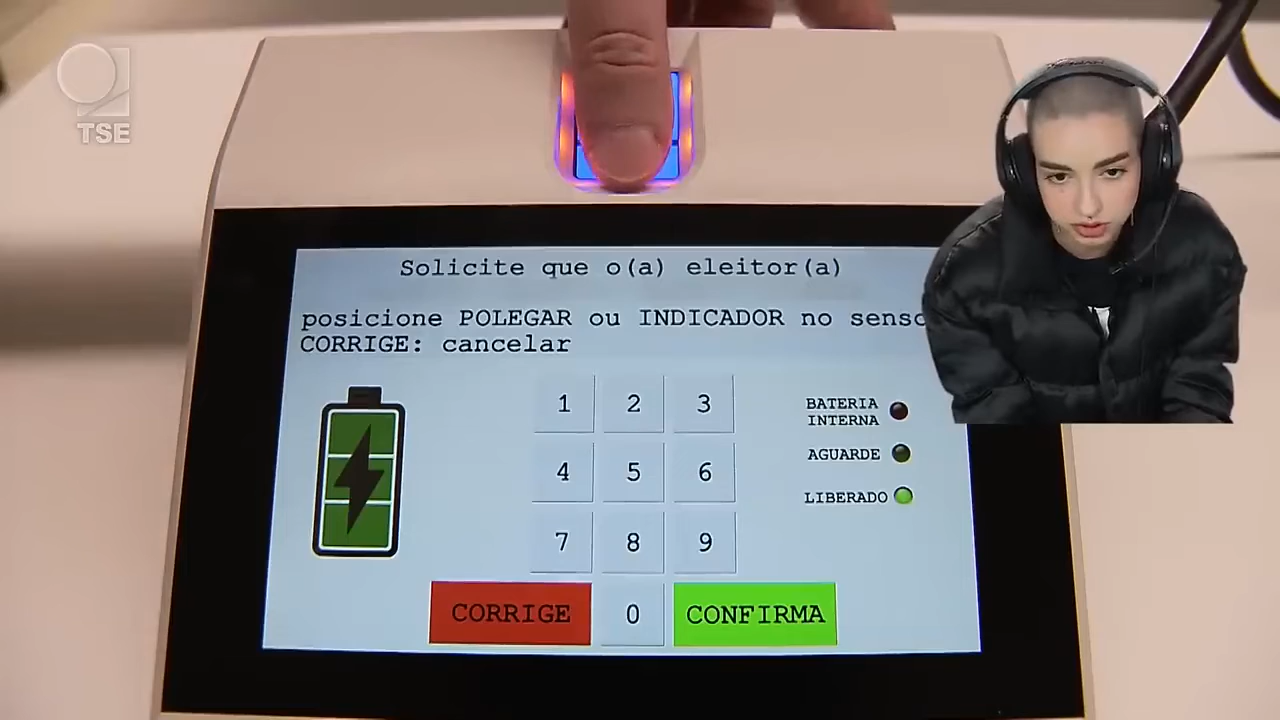 TSE
Solicite que o(a) eleitor(a)
posicione POLEGAR ou INDICADOR no senso
CORRIGE: cancelar
1 2 3
BATERIA
INTERNA
4 5 6
AGUARDE
LIBERADO
7 8 9
CORRIGE 0 CONFIRMA